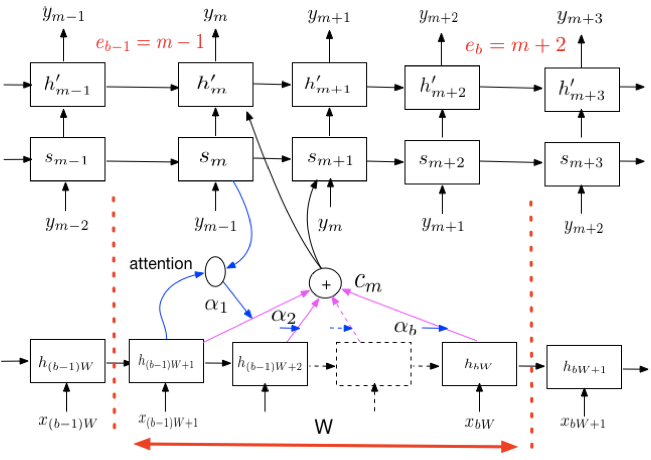 y_{m-1} y_m y_{m+1} y_{m+2} y_{m+3}
e_{b-1} = m - 1 e_b = m + 2
h'_{m-1} h'_m h'_{m+1} h'_{m+2} h'_{m+3}
s_{m-1} s_m s_{m+1} s_{m+2} s_{m+3}
y_{m-2} y_{m-1} y_m y_{m+1} y_{m+2}
attention + c_m
α_1 α_2 α_b
h_{(b-1)W} h_{(b-1)W+1} h_{(b-1)W+2} h_{bW} h_{bW+1}
x_{(b-1)W} x_{(b-1)W+1} W x_{bW} x_{bW+1}